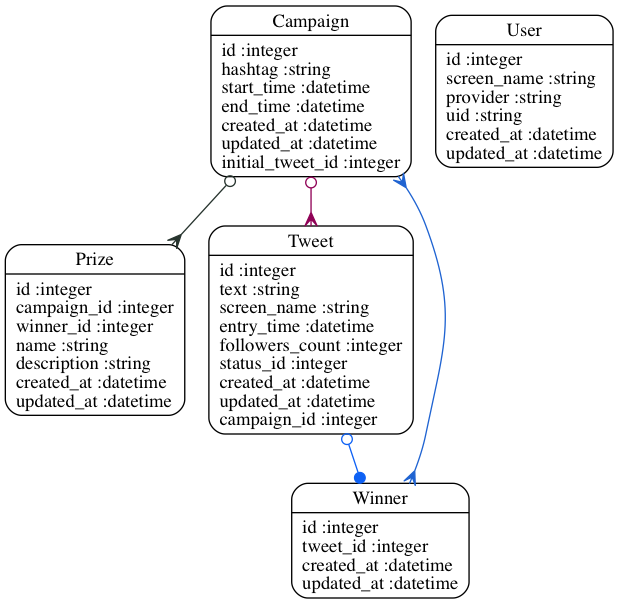 Campaign
id :integer
hashtag :string
start_time :datetime
end_time :datetime
created_at :datetime
updated_at :datetime
initial_tweet_id :integer
User
id :integer
screen_name :string
provider :string
uid :string
created_at :datetime
updated_at :datetime
Prize
id :integer
campaign_id :integer
winner_id :integer
name :string
description :string
created_at :datetime
updated_at :datetime
Tweet
id :integer
text :string
screen_name :string
entry_time :datetime
followers_count :integer
status_id :integer
created_at :datetime
updated_at :datetime
campaign_id :integer
Winner
id :integer
tweet_id :integer
created_at :datetime
updated_at :datetime